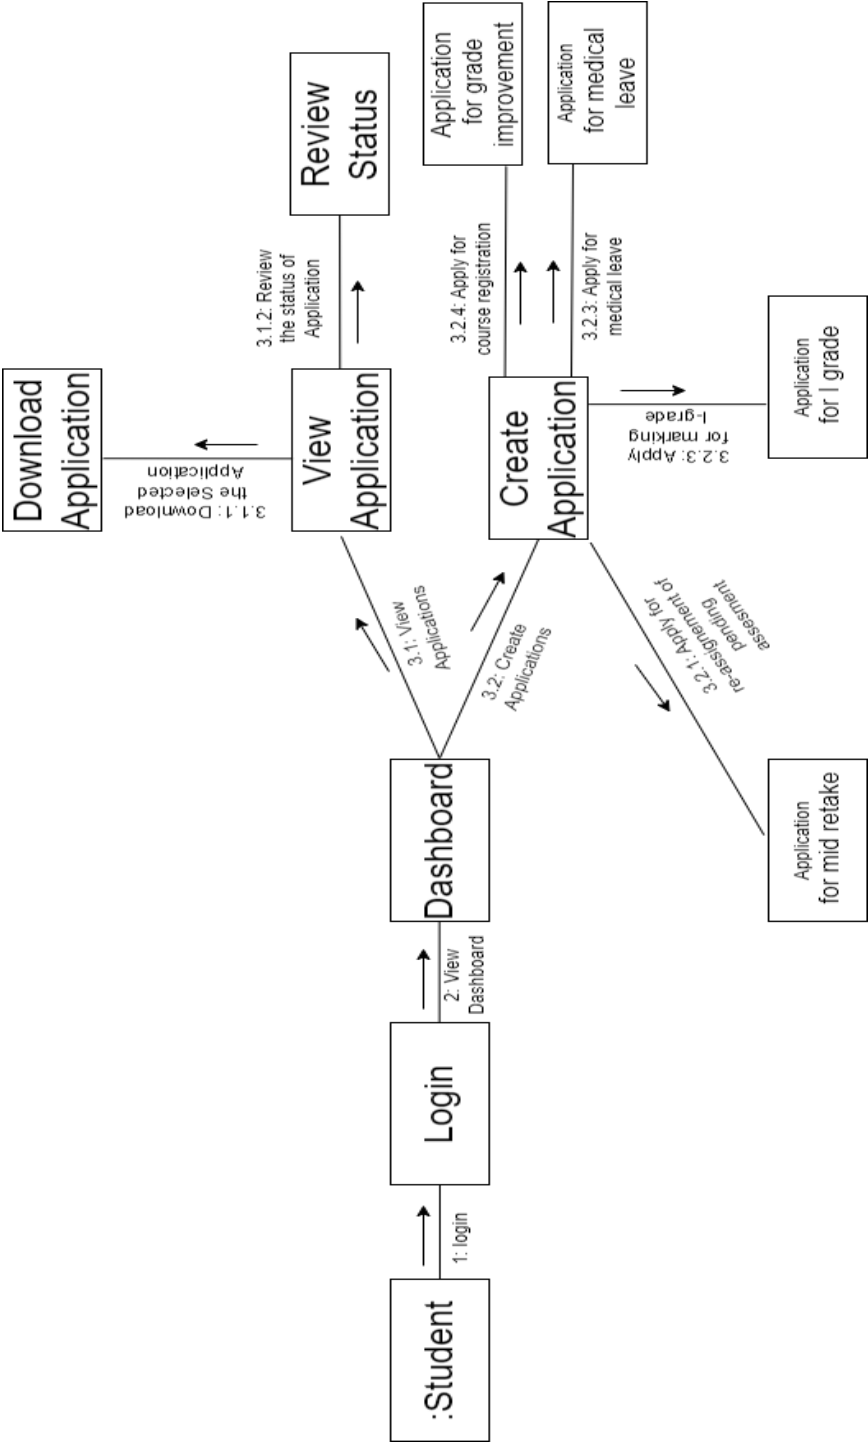 :Student
1: login
Login
2: View
Dashboard
Dashboard
3.1: View
Applications
3.2: Create
Applications
View
Application
3.1.1: Download
the Selected
Application
Download
Application
3.1.2: Review
the status of
Application
Review
Status
Create
Application
3.2.4: Apply for
course registration
Application
for grade
improvement
3.2.3: Apply for
medical leave
Application
for medical
leave
3.2.3: Apply
for marking
I-grade
Application
for I grade
3.2.1: Apply for
re-assignement of
pending
assesment
Application
for mid retake